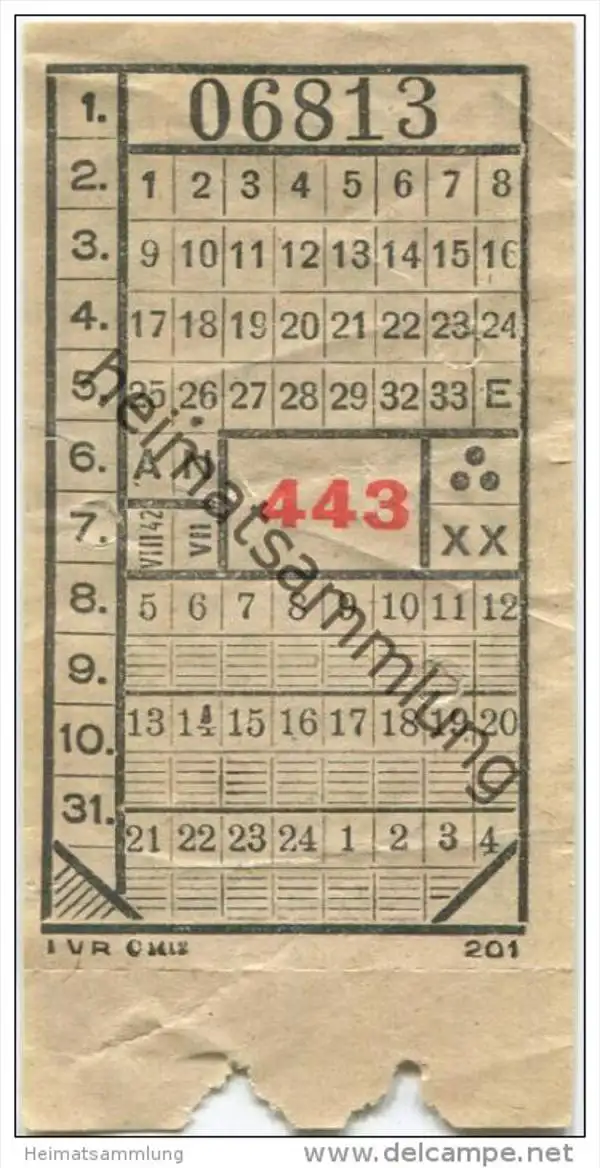 1. 06813
2. 1 2 3 4 5 6 7 8
3. 9 10 11 12 13 14 15 16
4. 17 18 19 20 21 22 23 24
5. 25 26 27 28 29 32 33 E
6. A
443
7. VIII 42 VII XX
8. 5 6 7 8 9 10 11 12
9.
10. 13 14 15 16 17 18 19 20
31.
21 22 23 24 1 2 3 4
IVR 201
heimatsammlung
Heimatsammlung www.delcampe.net